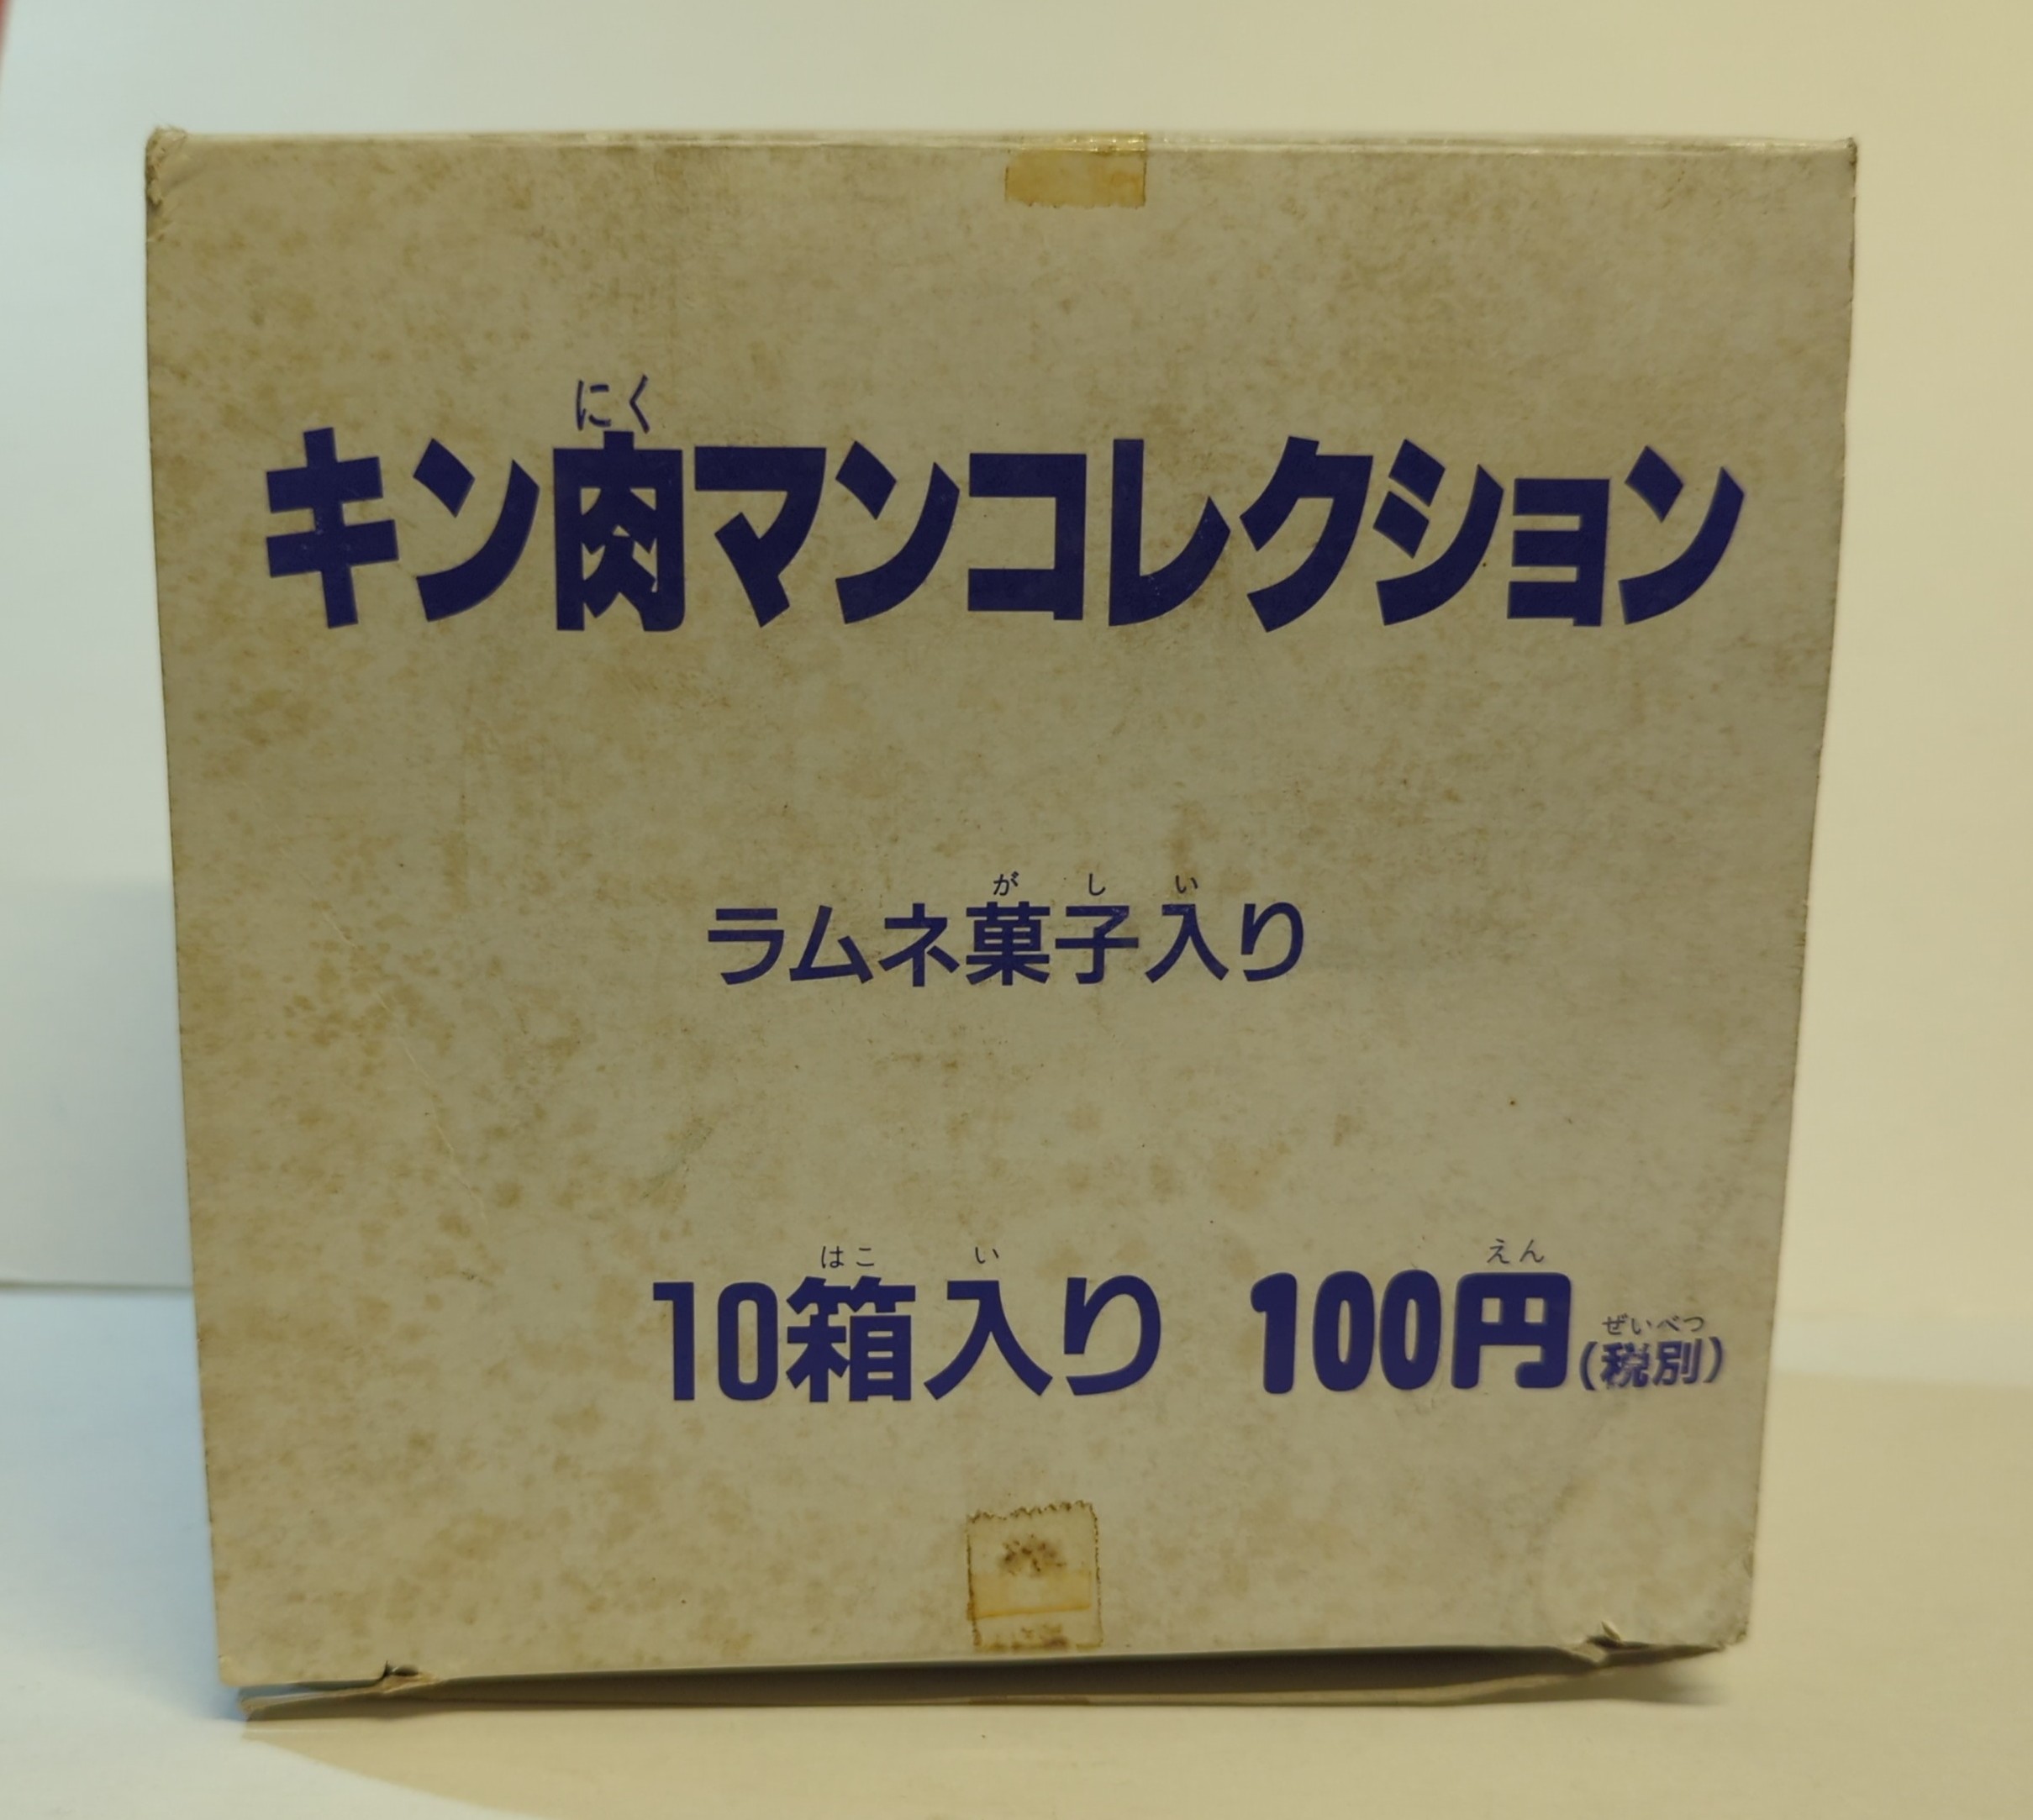 にく
キン肉マンコレクション
が し い
ラムネ菓子入り
はこ い えん
10箱入り 100円
ぜいべつ
(税別)